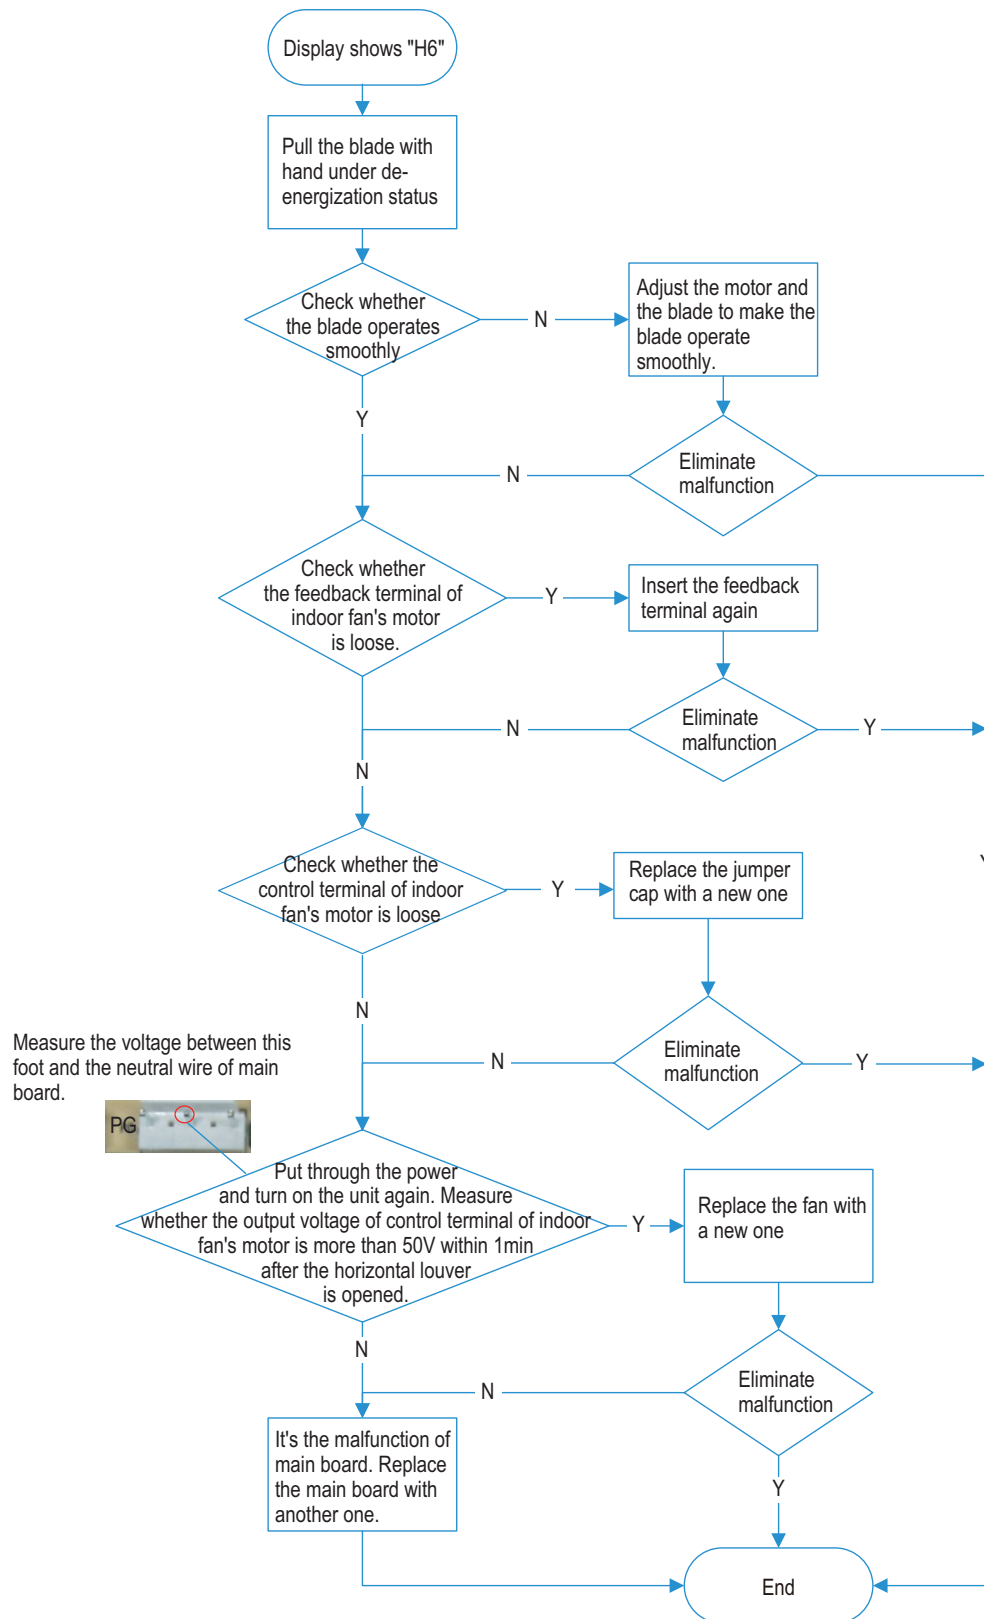 Display shows "H6"
Pull the blade with
hand under de-
energization status
Check whether
the blade operates
smoothly
N
Adjust the motor and
the blade to make the
blade operate
smoothly.
Y
Eliminate
malfunction
N
Check whether
the feedback terminal of
indoor fan's motor
is loose.
Y
Insert the feedback
terminal again
Eliminate
malfunction
N
Y
N
Check whether the
control terminal of indoor
fan's motor is loose
Y
Replace the jumper
cap with a new one
Y
N
Eliminate
malfunction
N
Y
Measure the voltage between this
foot and the neutral wire of main
board.
PG
Put through the power
and turn on the unit again. Measure
whether the output voltage of control terminal of indoor
fan's motor is more than 50V within 1min
after the horizontal louver
is opened.
Y
Replace the fan with
a new one
N
Eliminate
malfunction
N
It's the malfunction of
main board. Replace
the main board with
another one.
Y
End